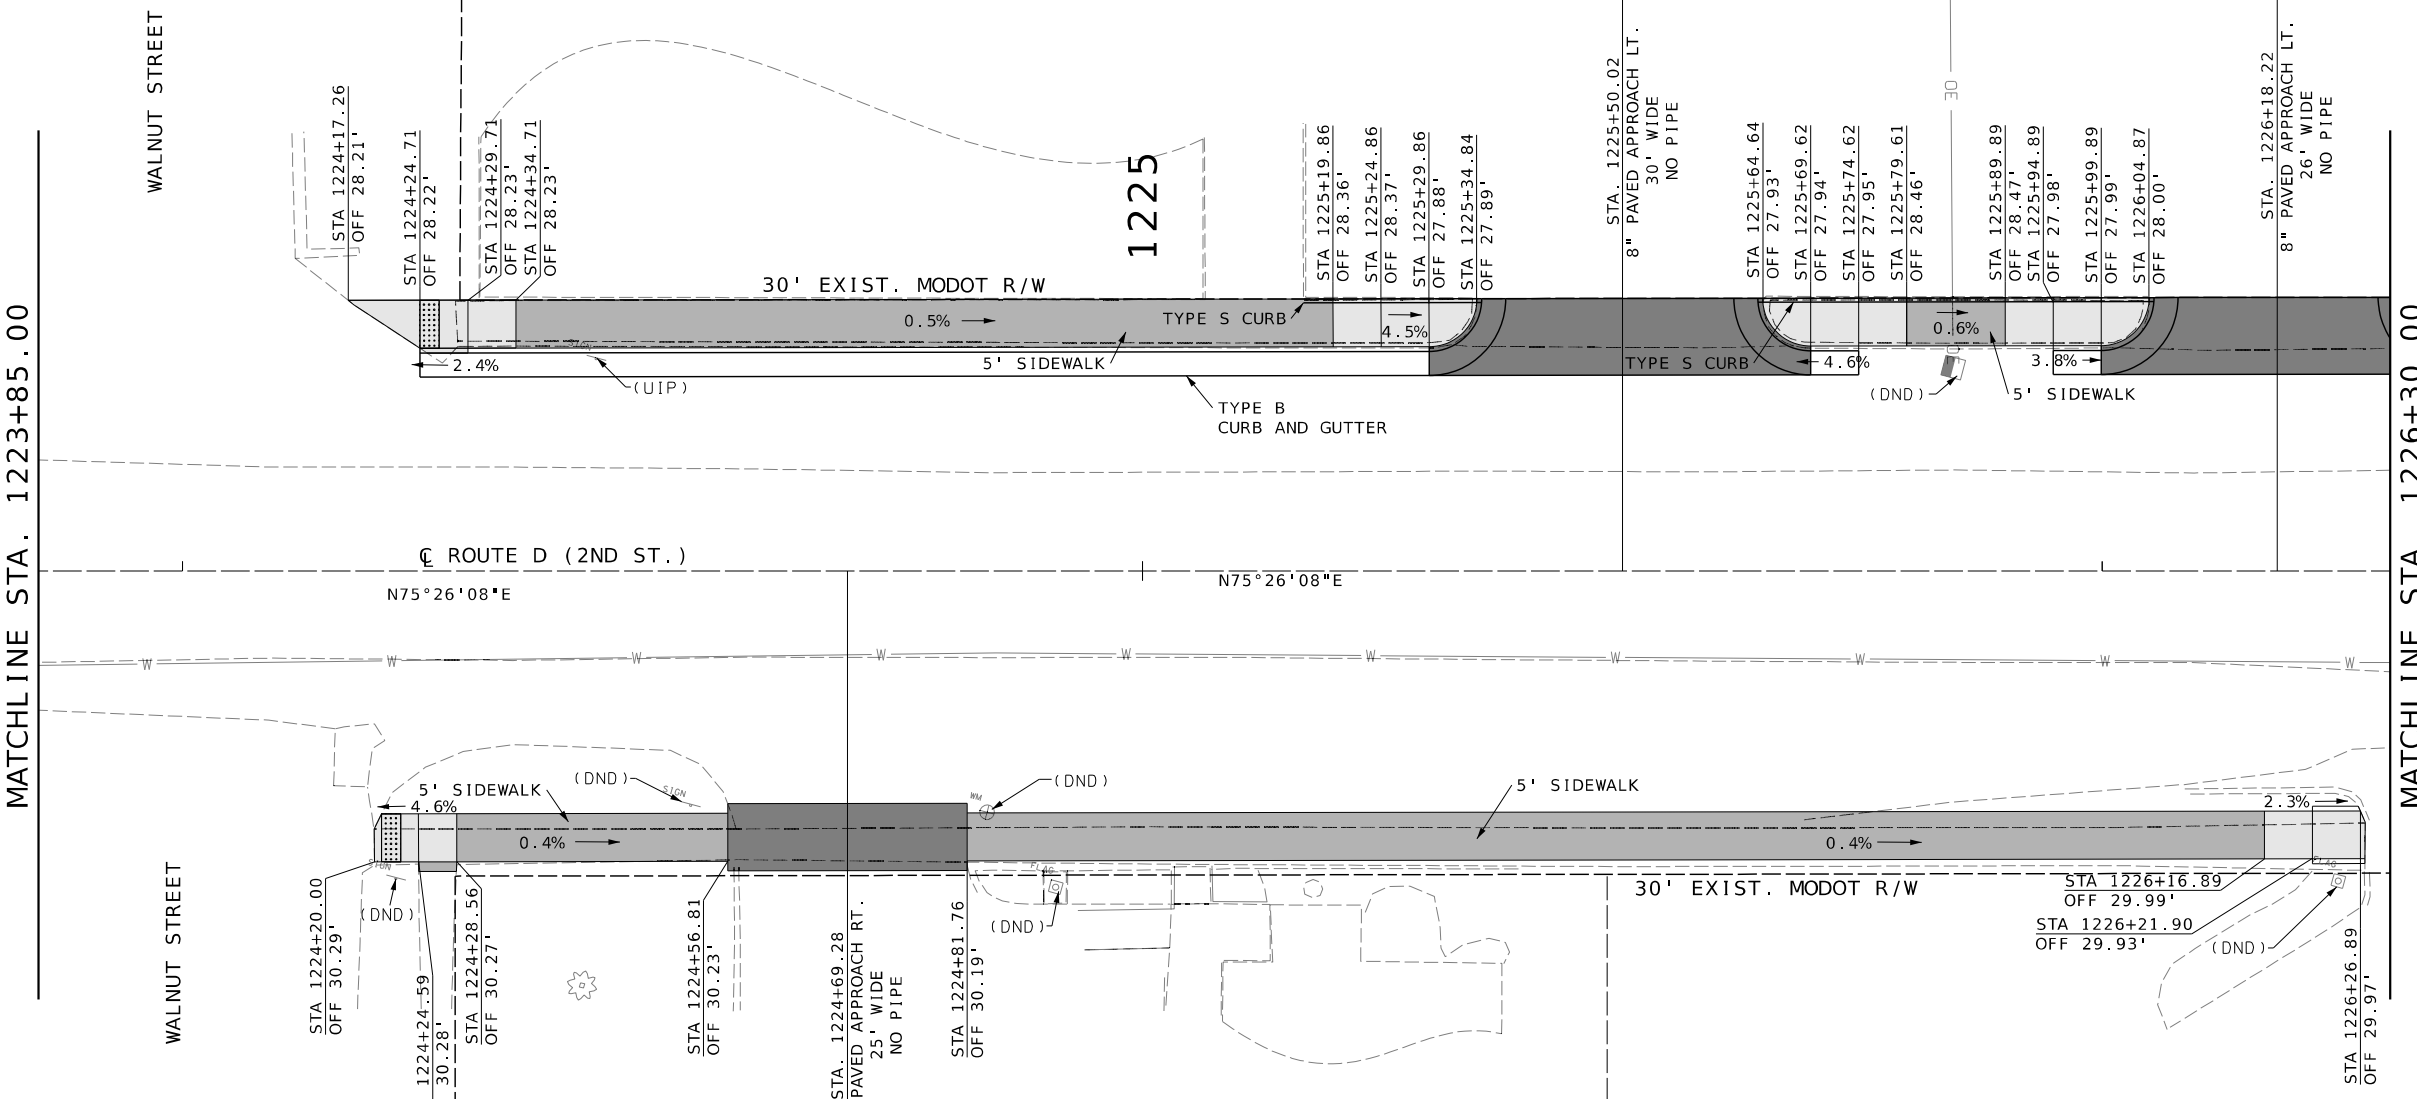 WALNUT STREET
STA 1224+17.26
OFF 28.21'
STA 1224+24.71
OFF 28.22'
STA 1224+29.71
OFF 28.23'
STA 1224+34.71
OFF 28.23'
1225
STA 1225+19.86
OFF 28.36'
STA 1225+24.86
OFF 28.37'
STA 1225+29.86
OFF 27.88'
STA 1225+34.84
OFF 27.89'
STA. 1225+50.02
8" PAVED APPROACH LT.
30' WIDE
NO PIPE
STA 1225+64.64
OFF 27.93'
STA 1225+69.62
OFF 27.94'
STA 1225+74.62
OFF 27.95'
STA 1225+79.61
OFF 28.46'
OE
STA 1225+89.89
OFF 28.47'
STA 1225+94.89
OFF 27.98'
STA 1225+99.89
OFF 27.99'
STA 1226+04.87
OFF 28.00'
STA. 1226+18.22
8" PAVED APPROACH LT.
26' WIDE
NO PIPE
30' EXIST. MODOT R/W
0.5%
TYPE S CURB
4.5%
0.6%
SIGN
2.4%
(UIP)
5' SIDEWALK
TYPE S CURB
4.6%
3.8%
(DND)
5' SIDEWALK
TYPE B
CURB AND GUTTER
MATCHLINE STA. 1223+85.00
MATCHLINE STA. 1226+30.00
℄ ROUTE D (2ND ST.)
N75°26'08"E
N75°26'08"E
W W W W W W W W W W
5' SIDEWALK
4.6%
(DND)
SIGN
WM
(DND)
5' SIDEWALK
2.3%
0.4%
0.4%
SIGN
FLAG
FLAG
(DND)
(DND)
30' EXIST. MODOT R/W
STA 1226+16.89
OFF 29.99'
STA 1226+21.90
OFF 29.93'
(DND)
WALNUT STREET
STA 1224+20.00
OFF 30.29'
1224+24.59
30.28'
STA 1224+28.56
OFF 30.27'
STA 1224+56.81
OFF 30.23'
STA. 1224+69.28
PAVED APPROACH RT.
25' WIDE
NO PIPE
STA 1224+81.76
OFF 30.19'
STA 1226+26.89
OFF 29.97'